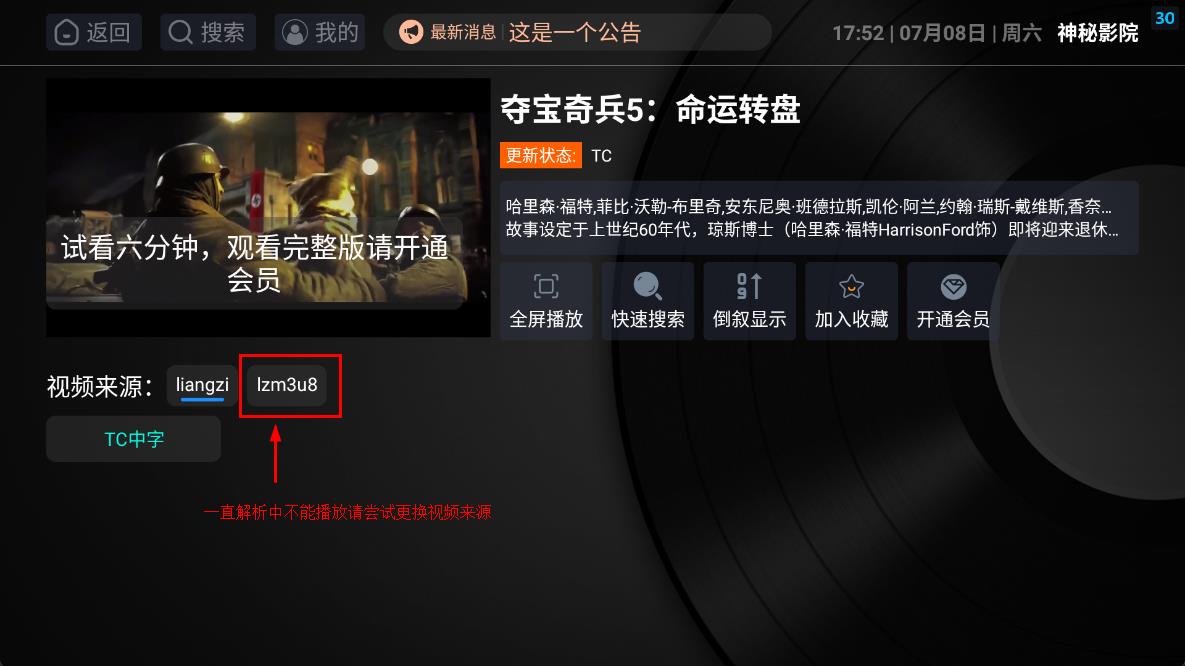 返回
搜索
我的
最新消息
这是一个公告
17:52 | 07月08日 | 周六
神秘影院
30
夺宝奇兵5：命运转盘
更新状态:
TC
哈里森·福特,菲比·沃勒-布里奇,安东尼奥·班德拉斯,凯伦·阿兰,约翰·瑞斯-戴维斯,香奈...
故事设定于上世纪60年代，琼斯博士（哈里森·福特HarrisonFord饰）即将迎来退休...
试看六分钟，观看完整版请开通
会员
全屏播放
快速搜索
倒叙显示
加入收藏
开通会员
视频来源：
liangzi
lzm3u8
TC中字
一直解析中不能播放请尝试更换视频来源